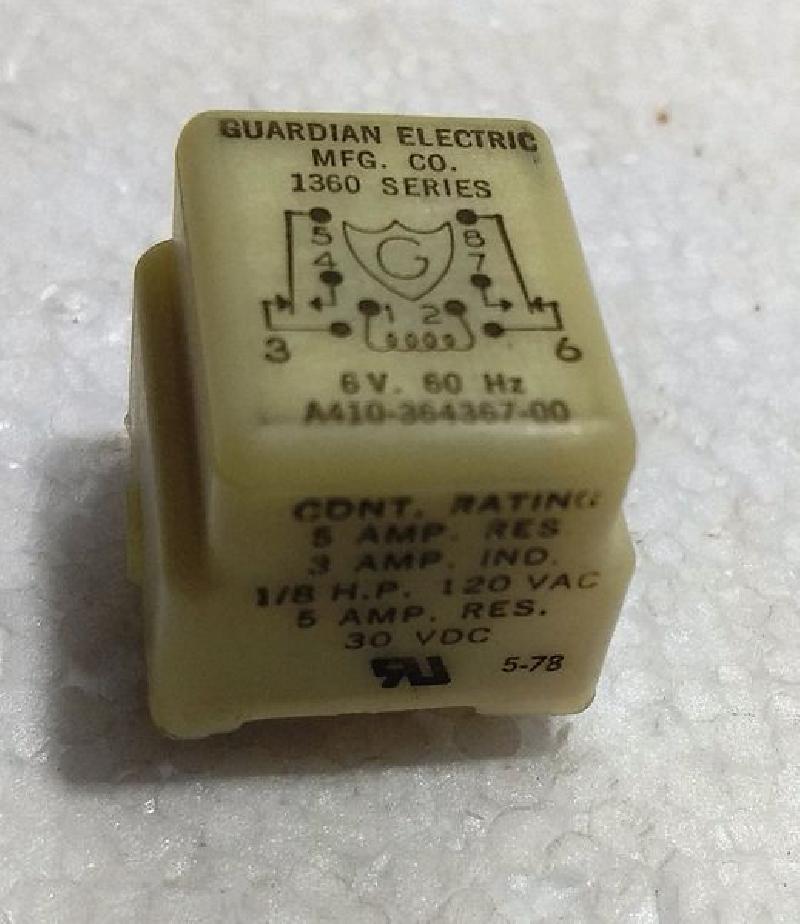 GUARDIAN ELECTRIC
MFG. CO.
1360 SERIES
5 8
G
4 7
1 2
3 6
6V. 60 Hz
A410-364367-00
CONT. RATING
5 AMP. RES
3 AMP. IND.
1/8 H.P. 120 VAC
5 AMP. RES.
30 VDC
RU 5-78